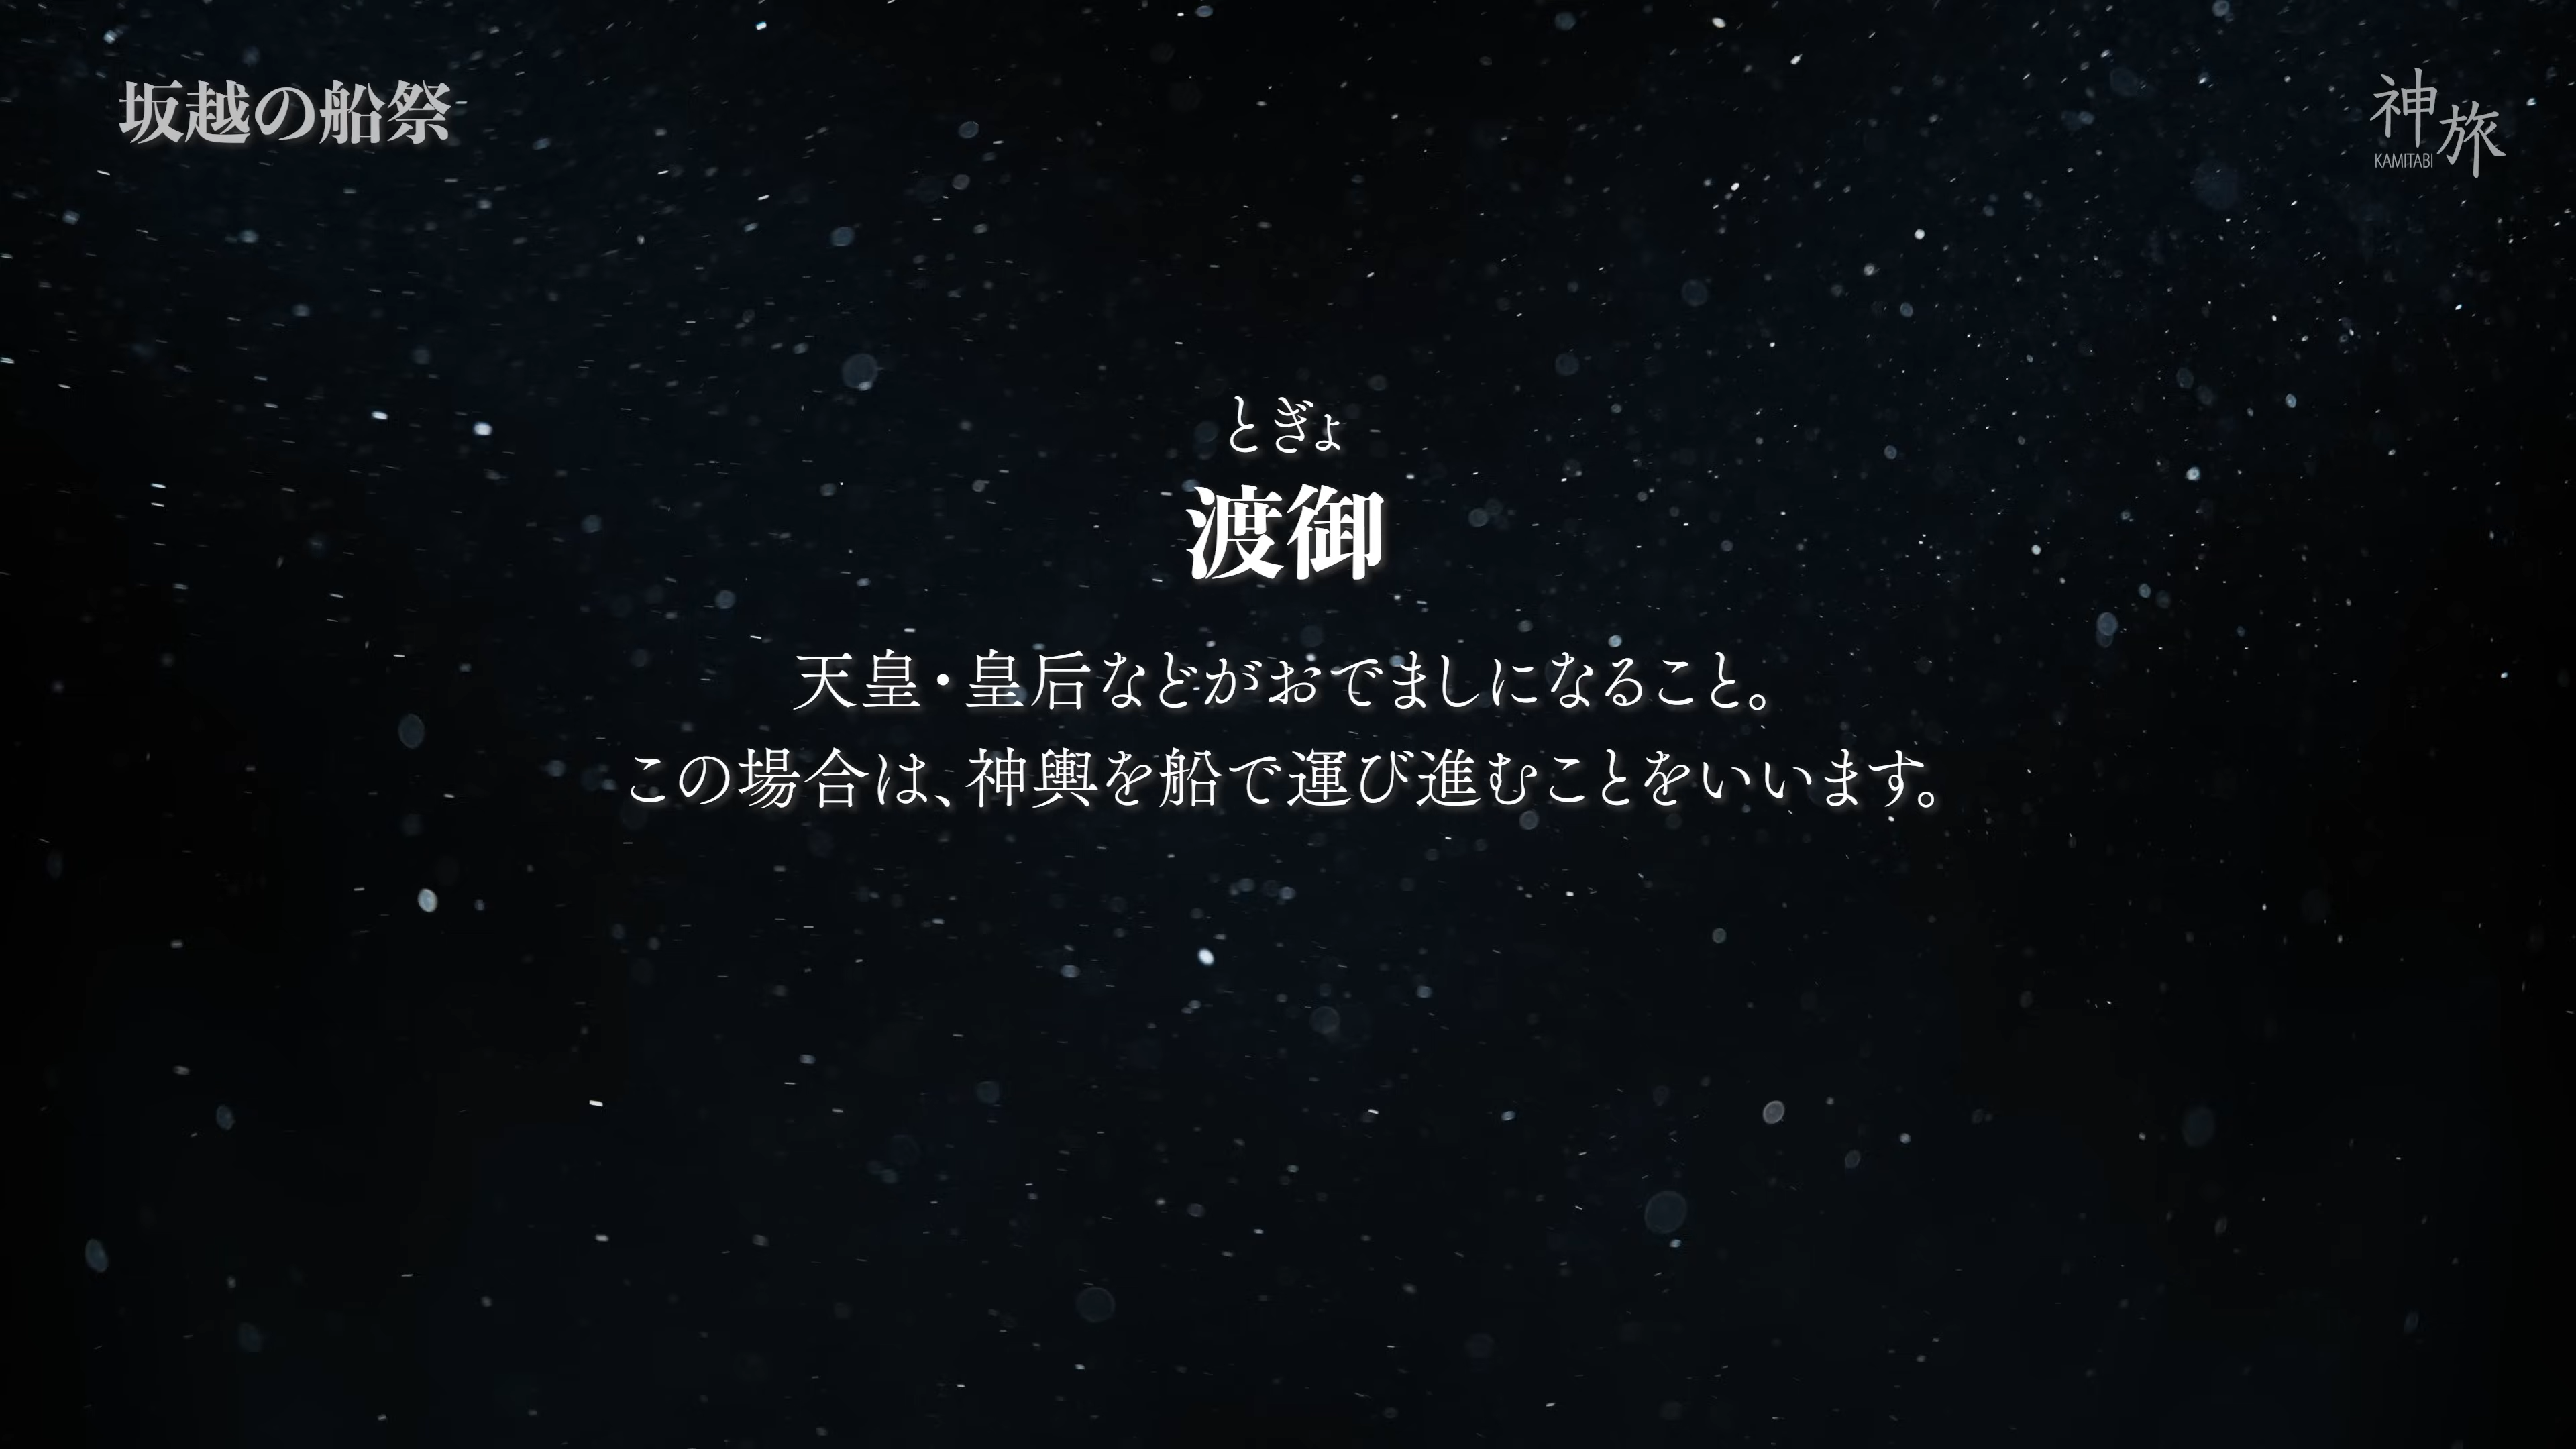 坂越の船祭
神旅
KAMITABI
とぎょ
渡御
天皇・皇后などがおでましになること。
この場合は、神輿を船で運び進むことをいいます。